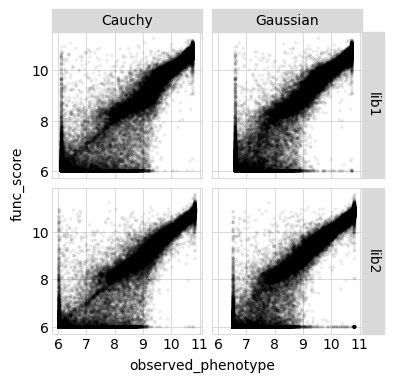 Cauchy Gaussian
func_score
10
8
6
lib1
10
8
6
lib2
6 7 8 9 10 11 6 7 8 9 10 11
observed_phenotype